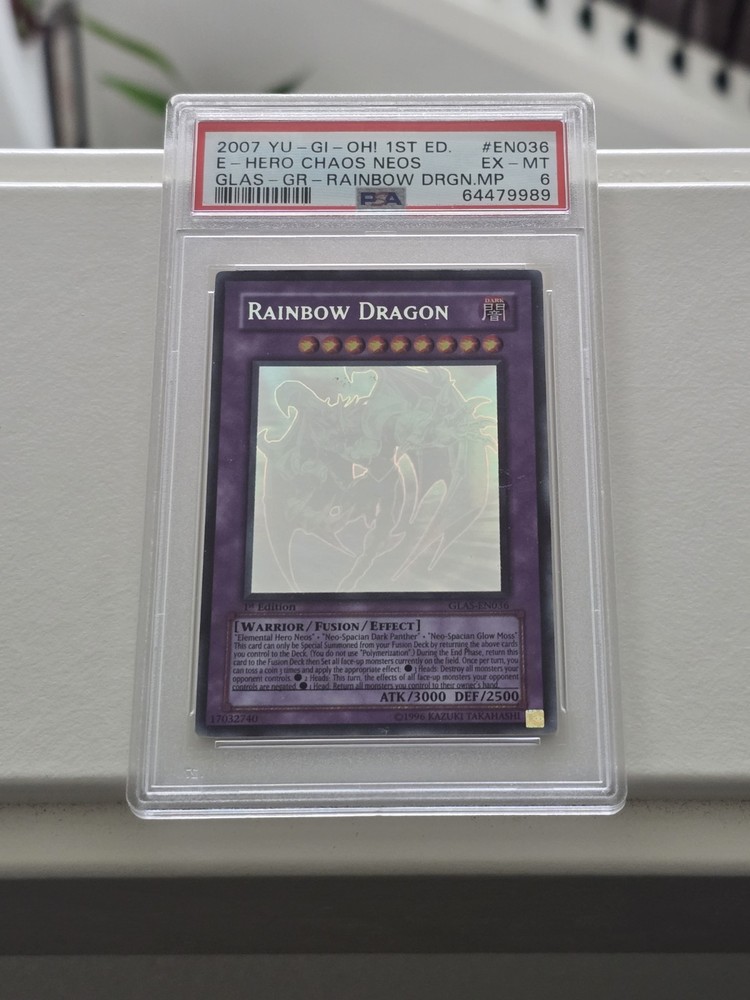 2007 YU-GI-OH! 1ST ED. #EN036
E-HERO CHAOS NEOS EX-MT
GLAS-GR-RAINBOW DRGN.MP 6
PSA 64479989
RAINBOW DRAGON
DARK
闇
1st Edition GLAS-EN036
[WARRIOR/FUSION/EFFECT]
"Elemental Hero Neos" + "Neo-Spacian Dark Panther" + "Neo-Spacian Glow Moss"
This card can only be Special Summoned from your Fusion Deck by returning the above cards
you control to the Deck. (You do not use "Polymerization".) During the End Phase, return this
card to the Fusion Deck then Set all face-up monsters currently on the field. Once per turn, you
can toss a coin 3 times and apply the appropriate effect: ● 3 Heads: Destroy all monsters your
opponent controls. ● 2 Heads: This turn, the effects of all face-up monsters your opponent
controls are negated. ● 1 Head: Return all monsters you control to their owner's hand.
ATK/3000 DEF/2500
17032740 ©1996 KAZUKI TAKAHASHI